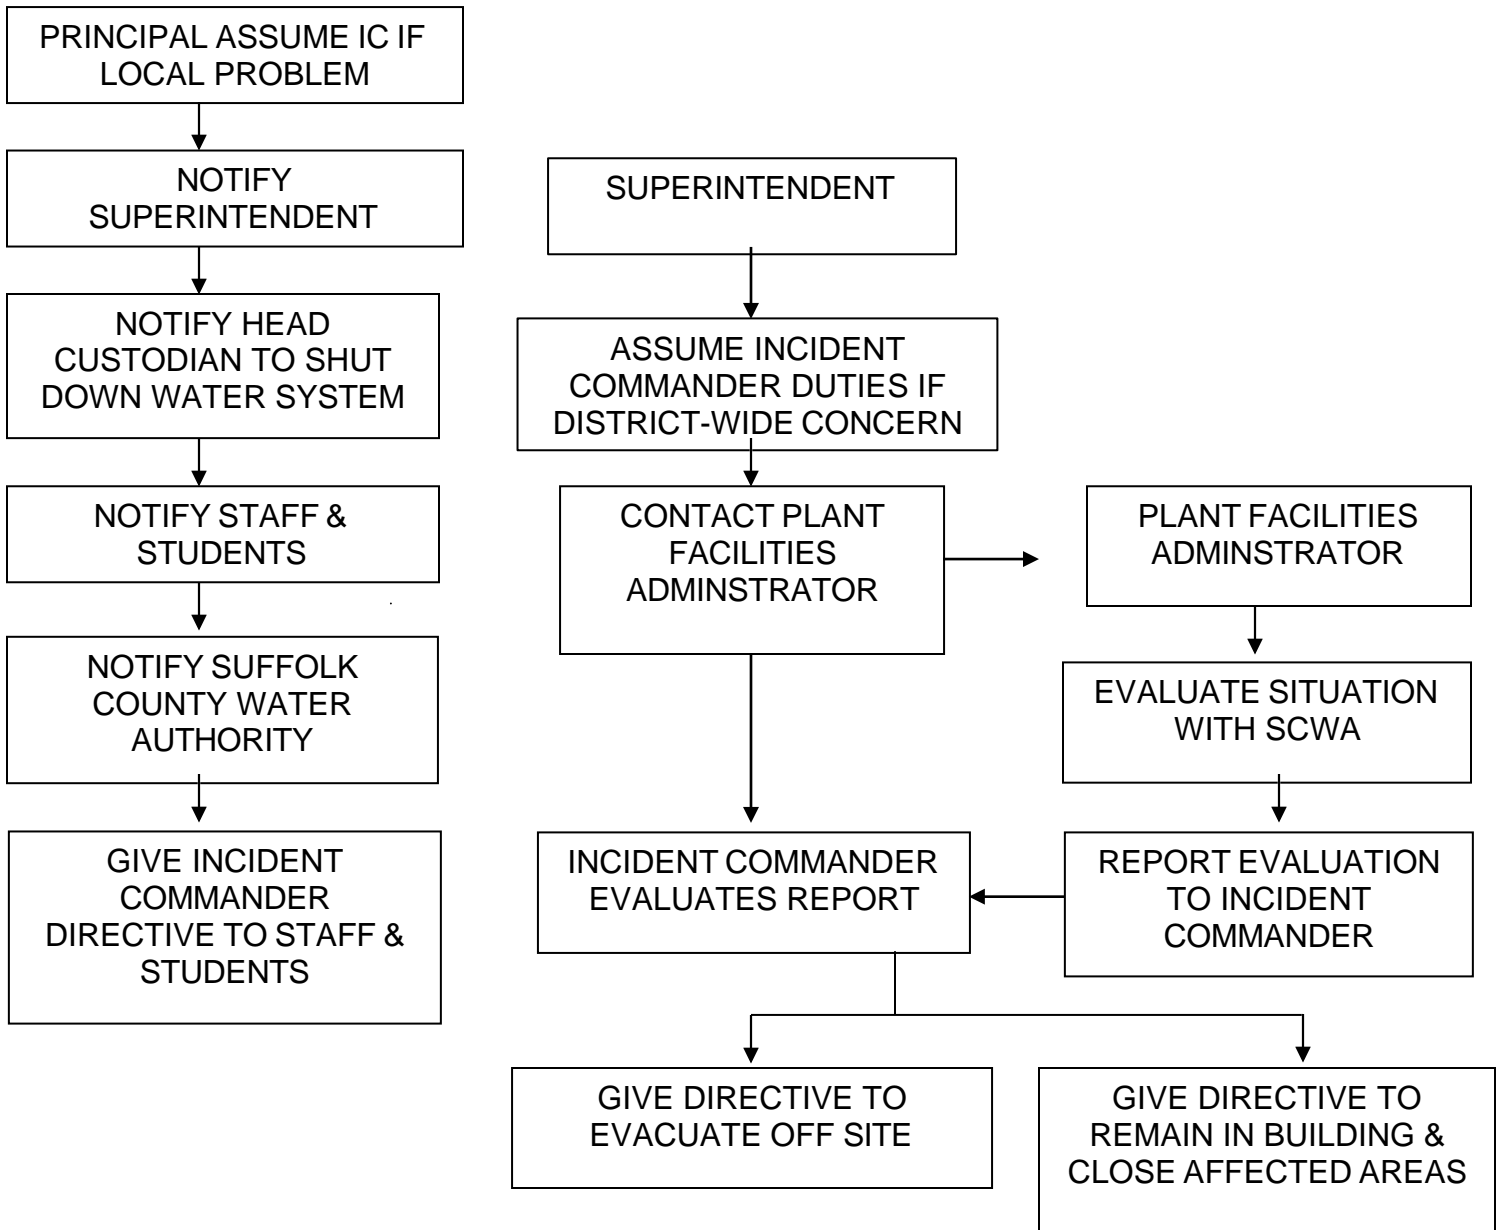 PRINCIPAL ASSUME IC IF
LOCAL PROBLEM
NOTIFY
SUPERINTENDENT
NOTIFY HEAD
CUSTODIAN TO SHUT
DOWN WATER SYSTEM
NOTIFY STAFF &
STUDENTS
NOTIFY SUFFOLK
COUNTY WATER
AUTHORITY
GIVE INCIDENT
COMMANDER
DIRECTIVE TO STAFF &
STUDENTS
SUPERINTENDENT
ASSUME INCIDENT
COMMANDER DUTIES IF
DISTRICT-WIDE CONCERN
CONTACT PLANT
FACILITIES
ADMINSTRATOR
PLANT FACILITIES
ADMINSTRATOR
EVALUATE SITUATION
WITH SCWA
REPORT EVALUATION
TO INCIDENT
COMMANDER
INCIDENT COMMANDER
EVALUATES REPORT
GIVE DIRECTIVE TO
EVACUATE OFF SITE
GIVE DIRECTIVE TO
REMAIN IN BUILDING &
CLOSE AFFECTED AREAS